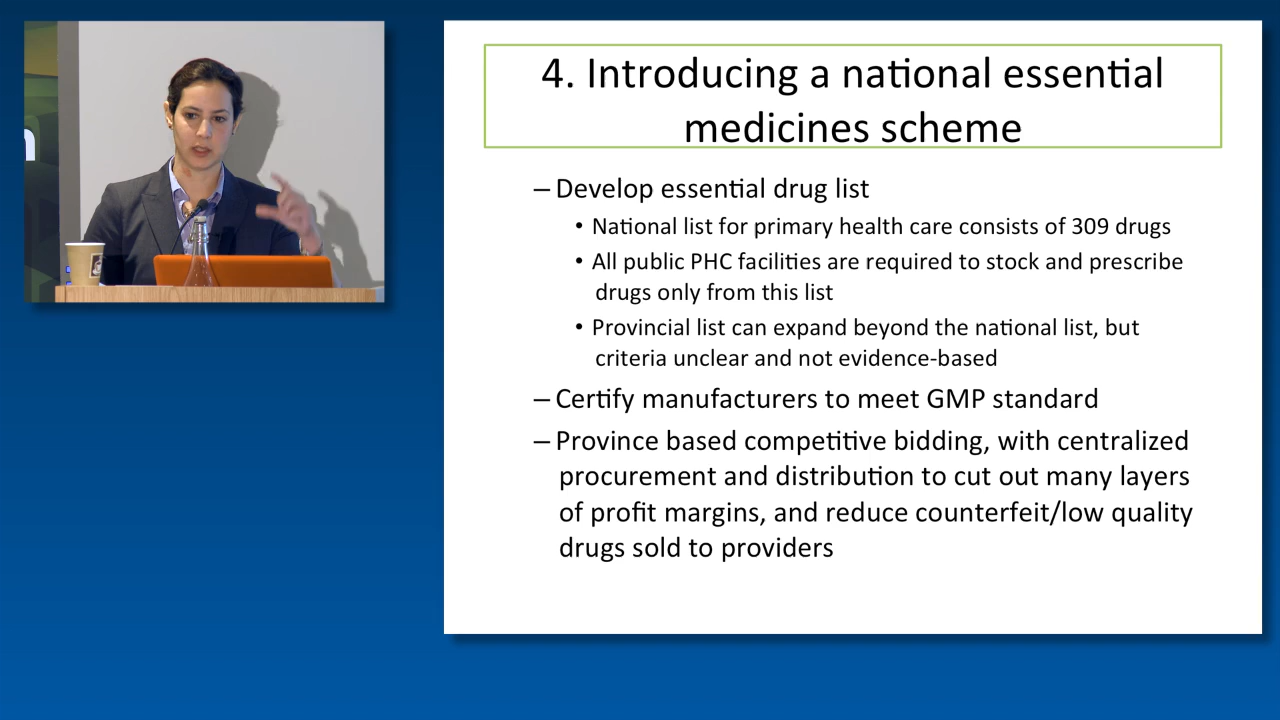 4. Introducing a national essential
medicines scheme
– Develop essential drug list
• National list for primary health care consists of 309 drugs
• All public PHC facilities are required to stock and prescribe
drugs only from this list
• Provincial list can expand beyond the national list, but
criteria unclear and not evidence-based
– Certify manufacturers to meet GMP standard
– Province based competitive bidding, with centralized
procurement and distribution to cut out many layers
of profit margins, and reduce counterfeit/low quality
drugs sold to providers